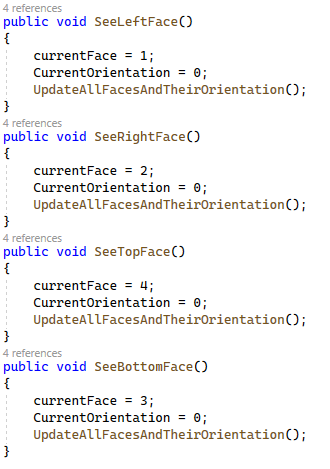 4 references
public void SeeLeftFace()
{
currentFace = 1;
CurrentOrientation = 0;
UpdateAllFacesAndTheirOrientation();
}
4 references
public void SeeRightFace()
{
currentFace = 2;
CurrentOrientation = 0;
UpdateAllFacesAndTheirOrientation();
}
4 references
public void SeeTopFace()
{
currentFace = 4;
CurrentOrientation = 0;
UpdateAllFacesAndTheirOrientation();
}
4 references
public void SeeBottomFace()
{
currentFace = 3;
CurrentOrientation = 0;
UpdateAllFacesAndTheirOrientation();
}